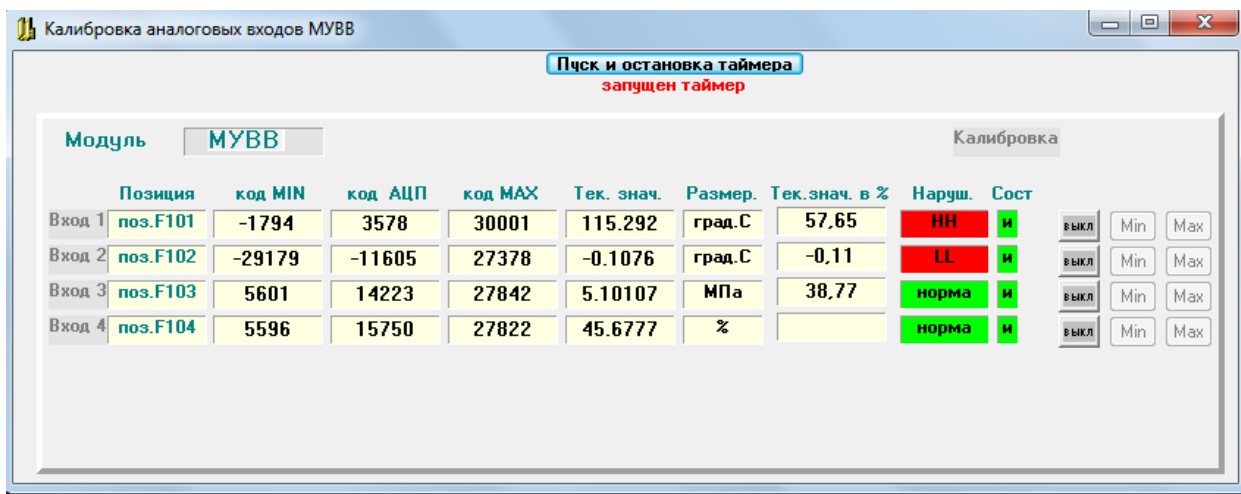 Калибровка аналоговых входов МУВВ
Пуск и остановка таймера
запущен таймер
Модуль МУВВ Калибровка
Позиция код MIN код АЦП код MAX Тек. знач. Размер. Тек.знач. в % Наруш. Сост
Вход 1 поз.F101 -1794 3578 30001 115.292 град.С 57,65 HH и выкл Min Max
Вход 2 поз.F102 -29179 -11605 27378 -0.1076 град.С -0,11 LL и выкл Min Max
Вход 3 поз.F103 5601 14223 27842 5.10107 МПа 38,77 норма и выкл Min Max
Вход 4 поз.F104 5596 15750 27822 45.6777 % норма и выкл Min Max